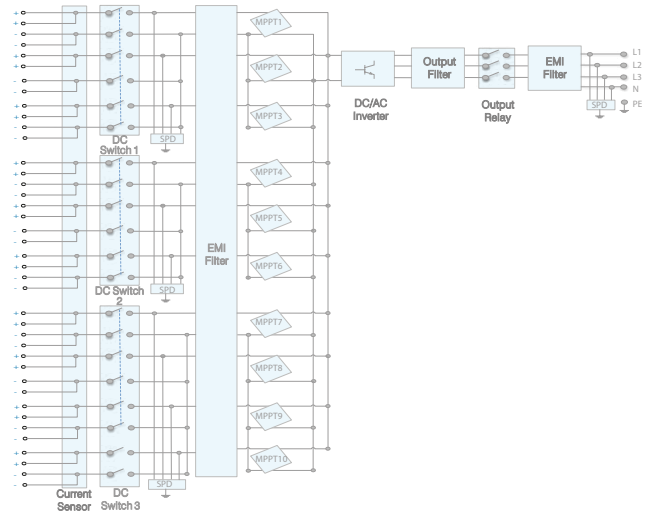 MPPT1
L1
MPPT2
Output
Filter
EMI
Filter
L2
L3
N
DC/AC
Inverter
Output
Relay
SPD
PE
MPPT3
SPD
DC
Switch 1
MPPT4
MPPT5
EMI
Filter
MPPT6
DC Switch
2
SPD
MPPT7
MPPT8
MPPT9
MPPT10
SPD
Current
Sensor
DC
Switch 3